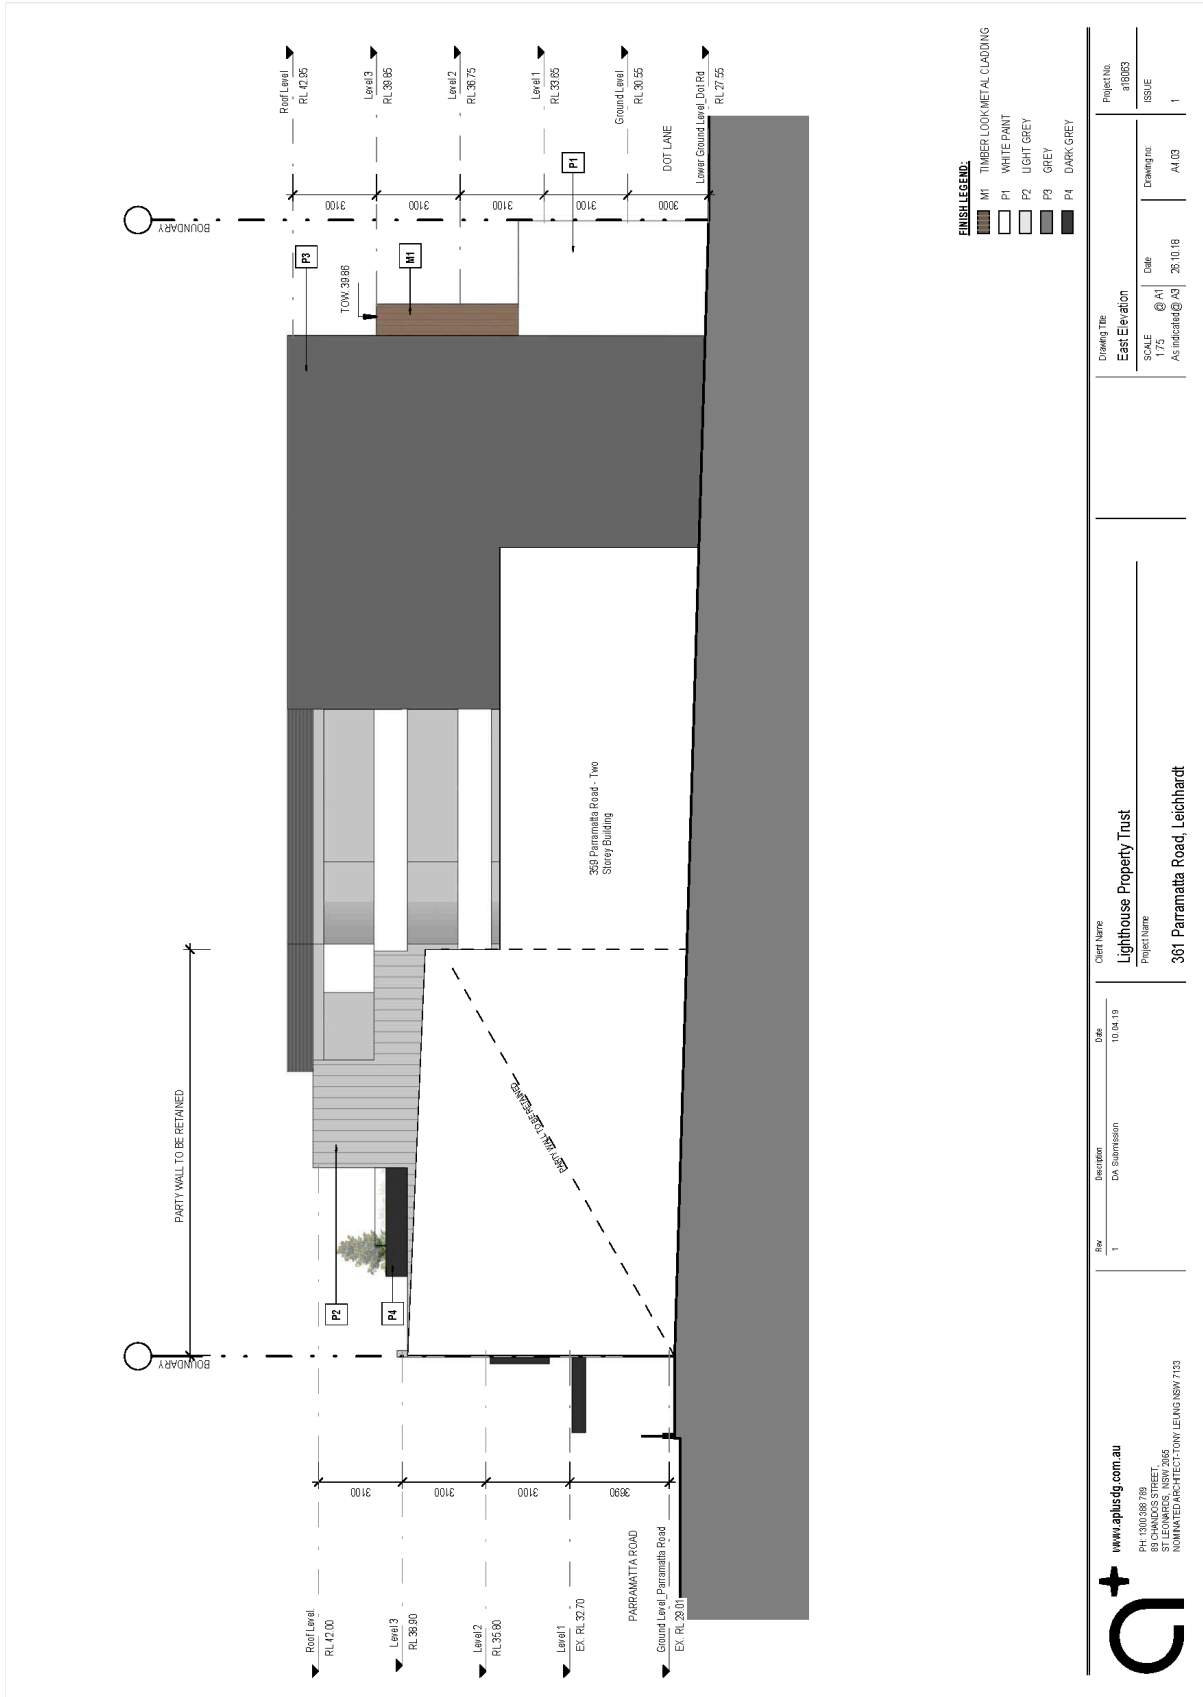 BOUNDARY
BOUNDARY
PARTY WALL TO BE RETAINED
Roof Level
RL 42.00
Level 3
RL 38.90
Level 2
RL 35.80
Level 1
EX. RL 32.70
Ground Level_Parramatta Road
EX. RL 29.01
PARRAMATTA ROAD
3100
3100
3100
3690
P2
P4
PARTY WALL TO BE RETAINED
359 Parramatta Road - Two
Storey Building
P3
TOW 39.86
M1
P1
3100
3100
3100
3100
3000
Roof Level
RL 42.95
Level 3
RL 39.85
Level 2
RL 36.75
Level 1
RL 33.65
Ground Level
RL 30.55
DOT LANE
Lower Ground Level_Dot Rd
RL 27.55
FINISH LEGEND:
M1 TIMBER LOOK METAL CLADDING
P1 WHITE PAINT
P2 LIGHT GREY
P3 GREY
P4 DARK GREY
www.aplusdg.com.au
PH: 1300 388 789
89 CHANDOS STREET,
ST LEONARDS, NSW 2065
NOMINATED ARCHITECT-TONY LEUNG NSW 7133
Rev Description Date
1 DA Submission 10.04.19
Client Name
Lighthouse Property Trust
Project Name
361 Parramatta Road, Leichhardt
Drawing Title
East Elevation
SCALE
1:75 @ A1
As indicated @ A3
Date
26.10.18
Drawing no:
A4.03
Project No.
a18063
ISSUE
1